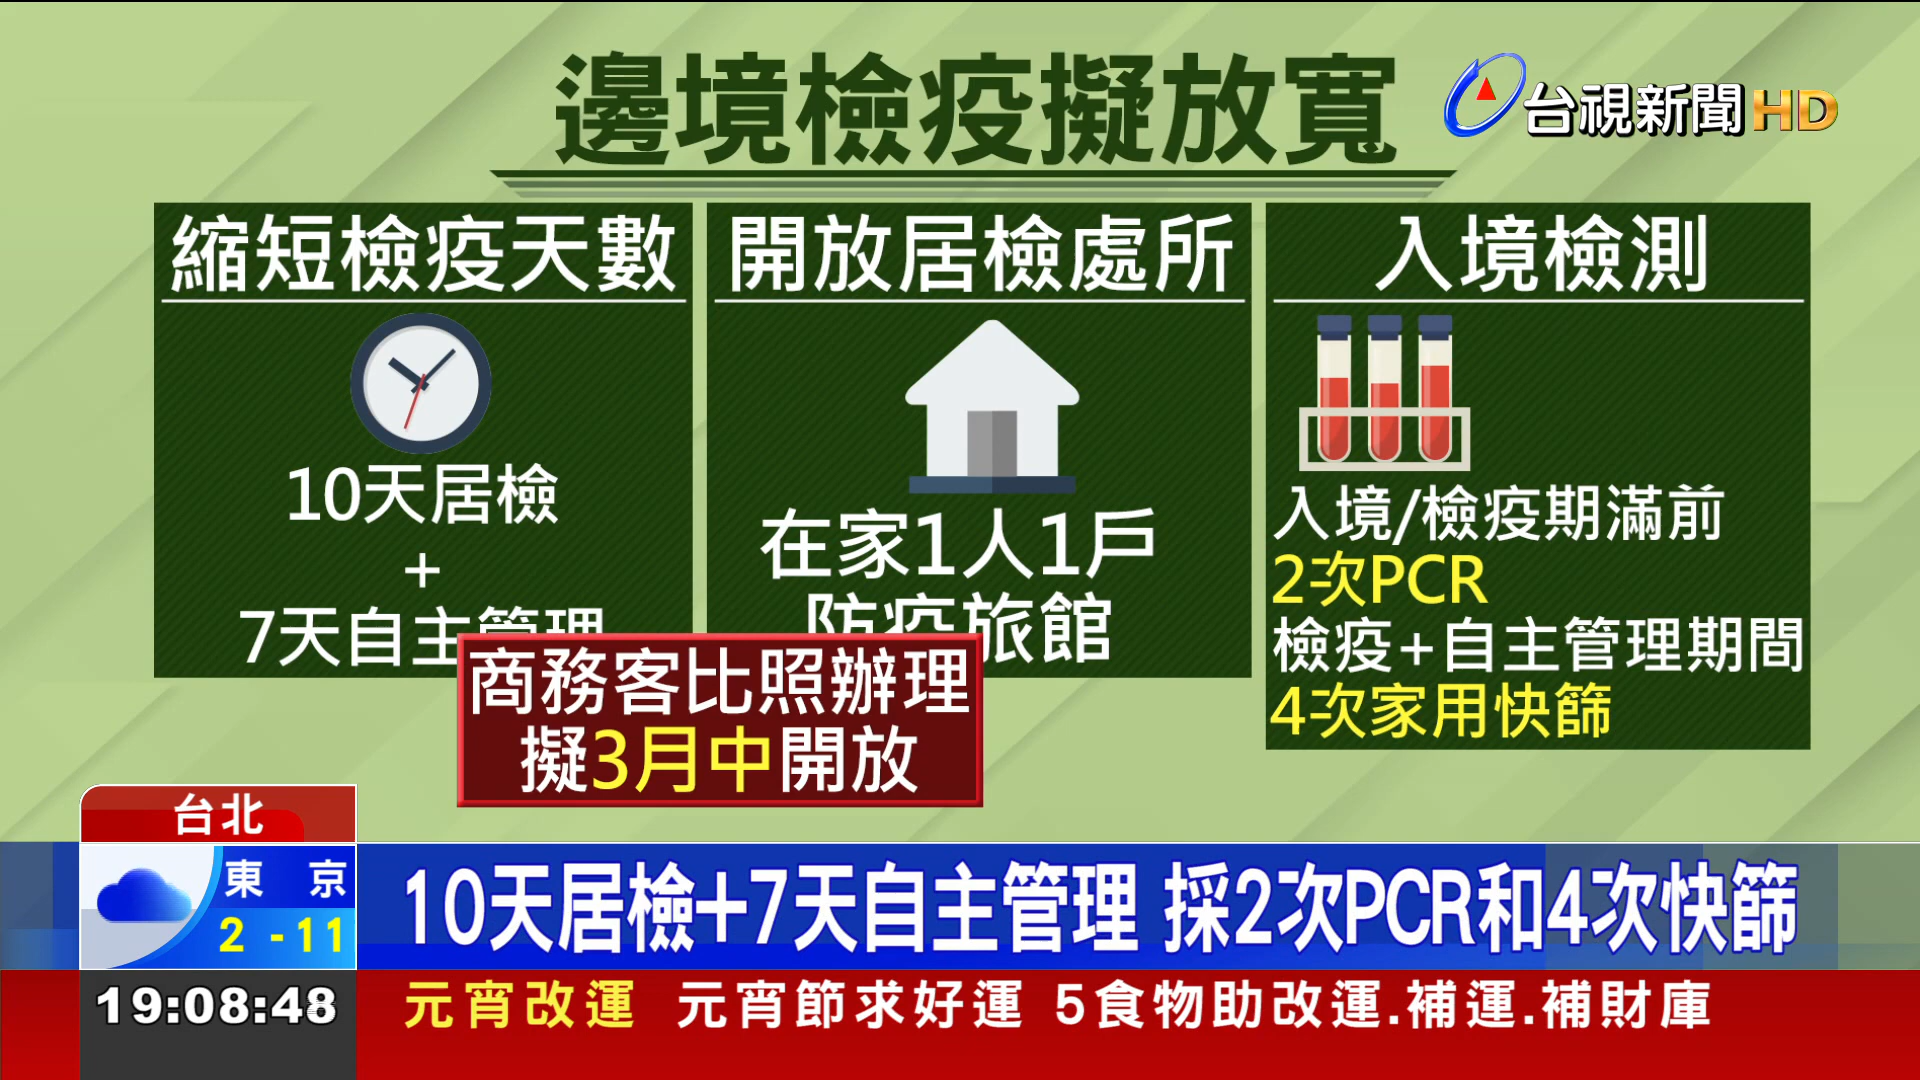 邊境檢疫擬放寬
台視新聞HD
縮短檢疫天數
10天居檢
+
7天自主管理
開放居檢處所
在家1人1戶
防疫旅館
入境檢測
入境/檢疫期滿前
2次PCR
檢疫+自主管理期間
4次家用快篩
商務客比照辦理
擬3月中開放
台北
東 京
2 -11
10天居檢+7天自主管理 採2次PCR和4次快篩
19:08:48
元宵改運 元宵節求好運 5食物助改運.補運.補財庫